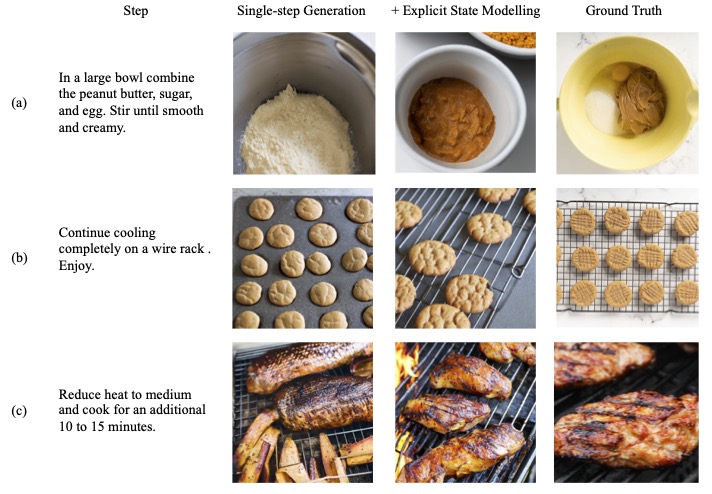 Step
Single-step Generation
+ Explicit State Modelling
Ground Truth
(a)
In a large bowl combine
the peanut butter, sugar,
and egg. Stir until smooth
and creamy.
(b)
Continue cooling
completely on a wire rack .
Enjoy.
(c)
Reduce heat to medium
and cook for an additional
10 to 15 minutes.